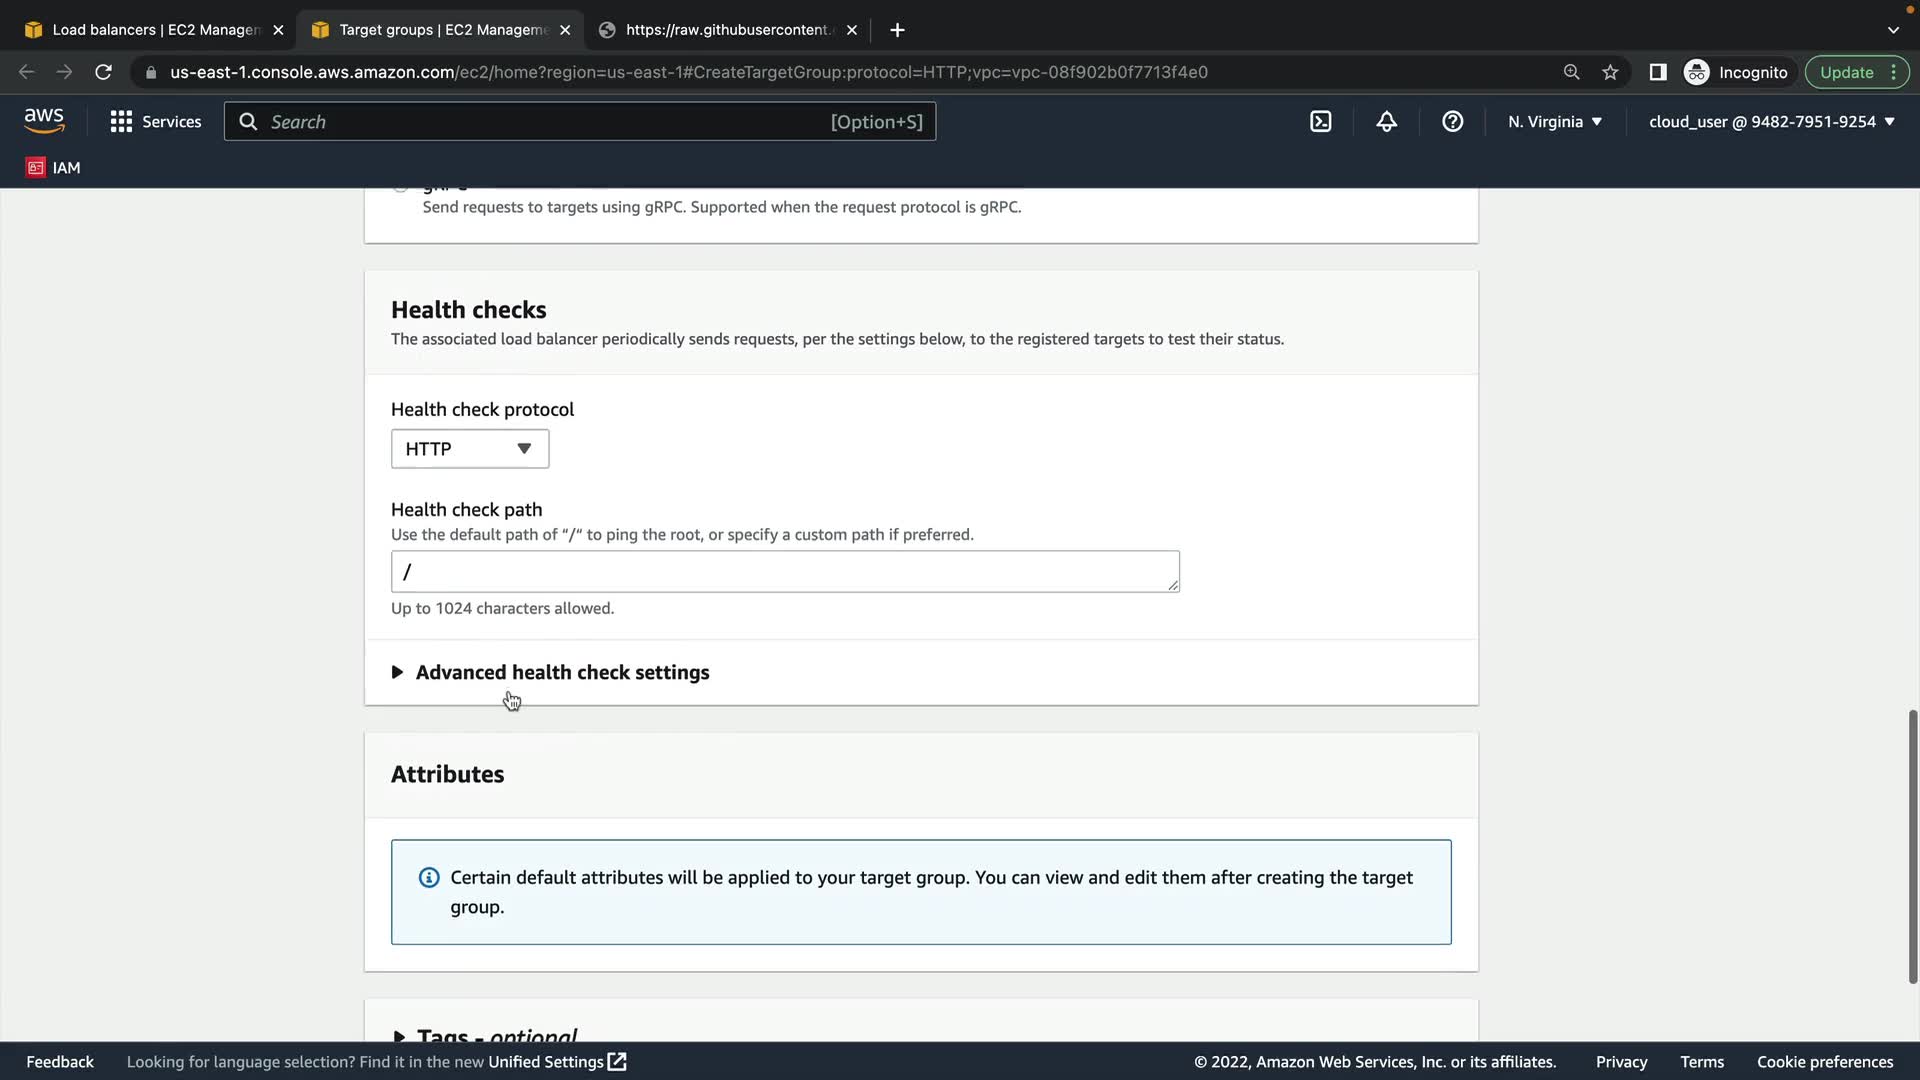 Load balancers | EC2 Managem
Target groups | EC2 Manageme
https://raw.githubusercontent.
us-east-1.console.aws.amazon.com/ec2/home?region=us-east-1#CreateTargetGroup:protocol=HTTP;vpc=vpc-08f902b0f7713f4e0
Incognito
Update
aws
Services
Search
[Option+S]
N. Virginia
cloud_user @ 9482-7951-9254
IAM
gRPC
Send requests to targets using gRPC. Supported when the request protocol is gRPC.
Health checks
The associated load balancer periodically sends requests, per the settings below, to the registered targets to test their status.
Health check protocol
HTTP
Health check path
Use the default path of “/“ to ping the root, or specify a custom path if preferred.
/
Up to 1024 characters allowed.
Advanced health check settings
Attributes
Certain default attributes will be applied to your target group. You can view and edit them after creating the target
group.
Tags - optional
Feedback
Looking for language selection? Find it in the new Unified Settings
© 2022, Amazon Web Services, Inc. or its affiliates.
Privacy
Terms
Cookie preferences